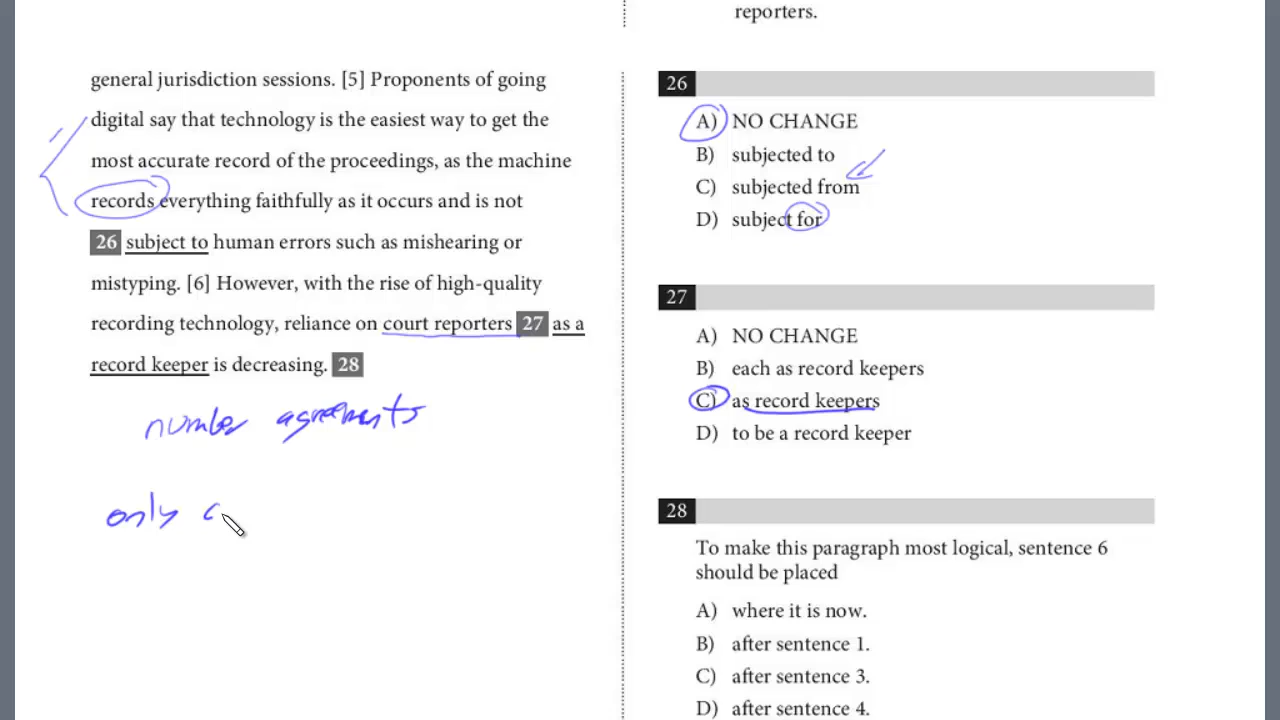 reporters.
general jurisdiction sessions. [5] Proponents of going
digital say that technology is the easiest way to get the
most accurate record of the proceedings, as the machine
records everything faithfully as it occurs and is not
26 subject to human errors such as mishearing or
mistyping. [6] However, with the rise of high-quality
recording technology, reliance on court reporters 27 as a
record keeper is decreasing. 28
number agreements
only c
26
A) NO CHANGE
B) subjected to
C) subjected from
D) subject for
27
A) NO CHANGE
B) each as record keepers
C) as record keepers
D) to be a record keeper
28
To make this paragraph most logical, sentence 6
should be placed
A) where it is now.
B) after sentence 1.
C) after sentence 3.
D) after sentence 4.